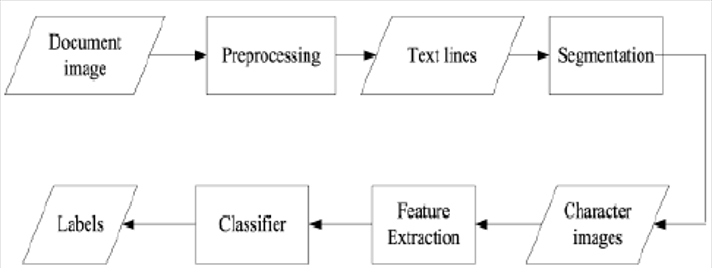 Document
image
Preprocessing
Text lines
Segmentation
Character
images
Feature
Extraction
Classifier
Labels